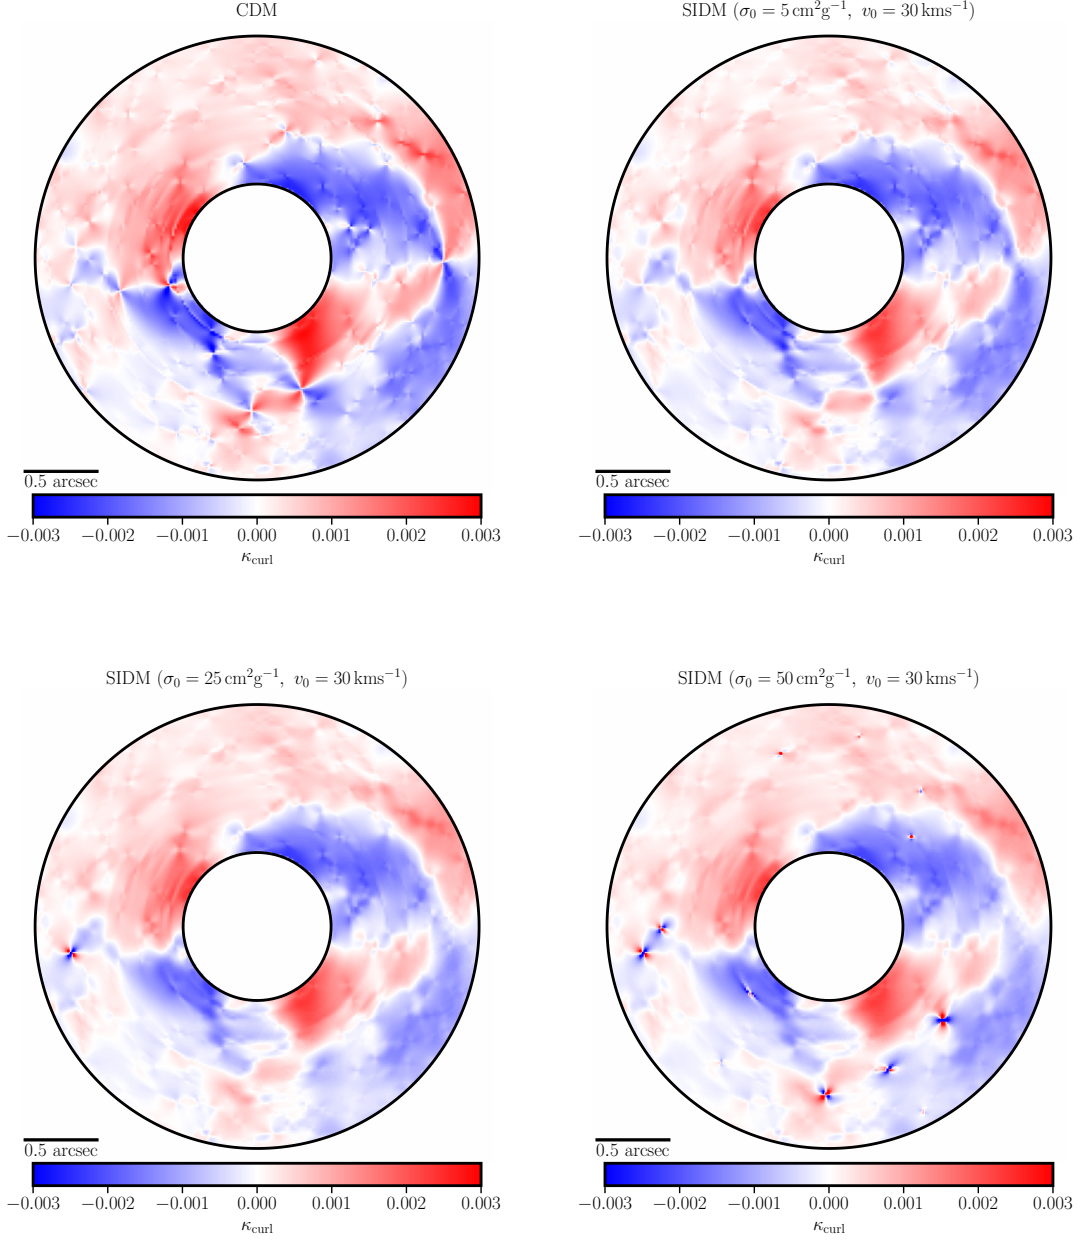 CDM
SIDM (σ₀ = 5 cm²g⁻¹, v₀ = 30 kms⁻¹)
0.5 arcsec
0.5 arcsec
−0.003 −0.002 −0.001 0.000 0.001 0.002 0.003
−0.003 −0.002 −0.001 0.000 0.001 0.002 0.003
κcurl
κcurl
SIDM (σ₀ = 25 cm²g⁻¹, v₀ = 30 kms⁻¹)
SIDM (σ₀ = 50 cm²g⁻¹, v₀ = 30 kms⁻¹)
0.5 arcsec
0.5 arcsec
−0.003 −0.002 −0.001 0.000 0.001 0.002 0.003
−0.003 −0.002 −0.001 0.000 0.001 0.002 0.003
κcurl
κcurl